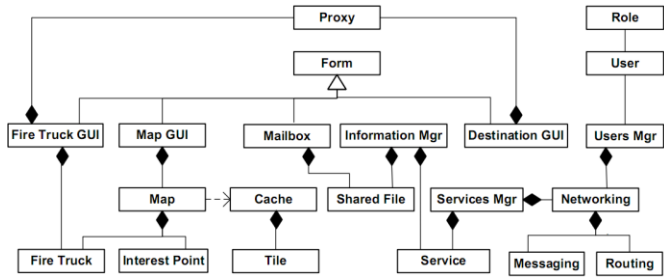 Proxy
Role
Form
User
Fire Truck GUI
Map GUI
Mailbox
Information Mgr
Destination GUI
Users Mgr
Map
Cache
Shared File
Services Mgr
Networking
Fire Truck
Interest Point
Tile
Service
Messaging
Routing